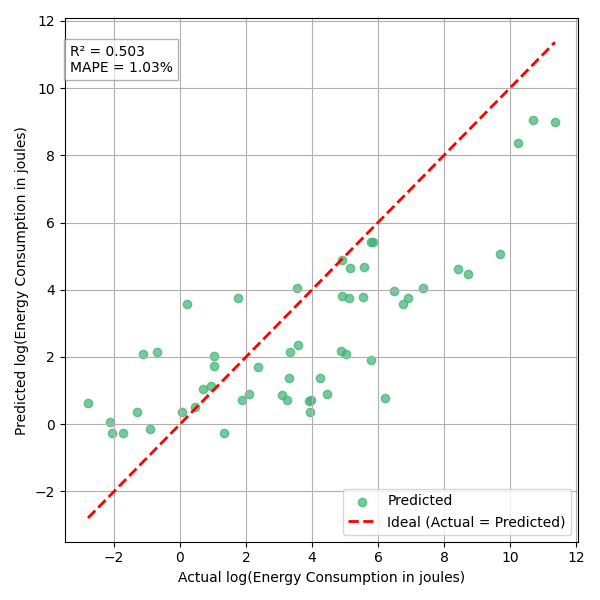 12
10
8
6
4
2
0
−2
R² = 0.503
MAPE = 1.03%
Predicted log(Energy Consumption in joules)
Predicted
Ideal (Actual = Predicted)
−2 0 2 4 6 8 10 12
Actual log(Energy Consumption in joules)